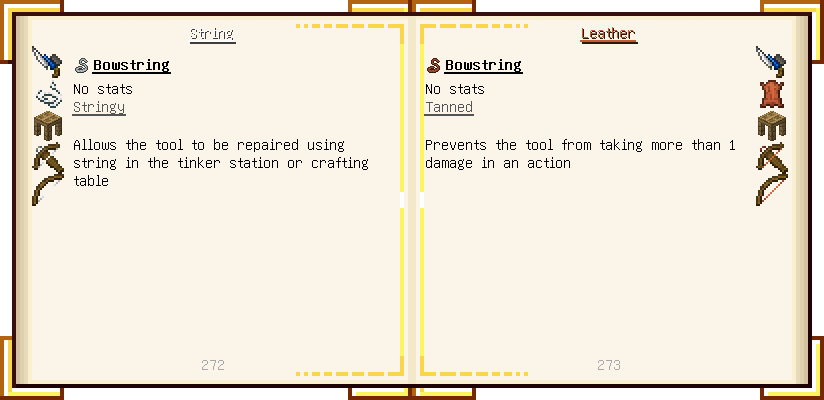 String
Bowstring
No stats
Stringy
Allows the tool to be repaired using
string in the tinker station or crafting
table
272
Leather
Bowstring
No stats
Tanned
Prevents the tool from taking more than 1
damage in an action
273